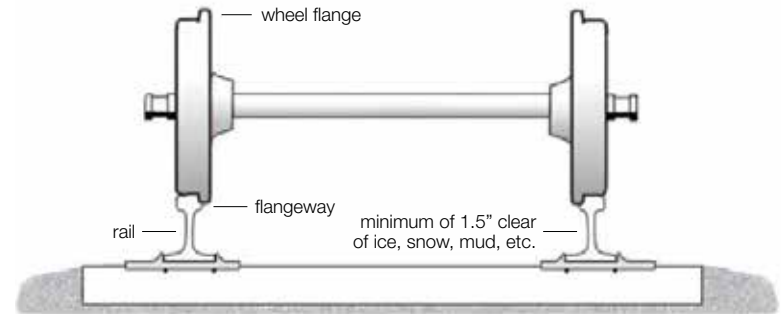 wheel flange
flangeway
rail
minimum of 1.5” clear
of ice, snow, mud, etc.